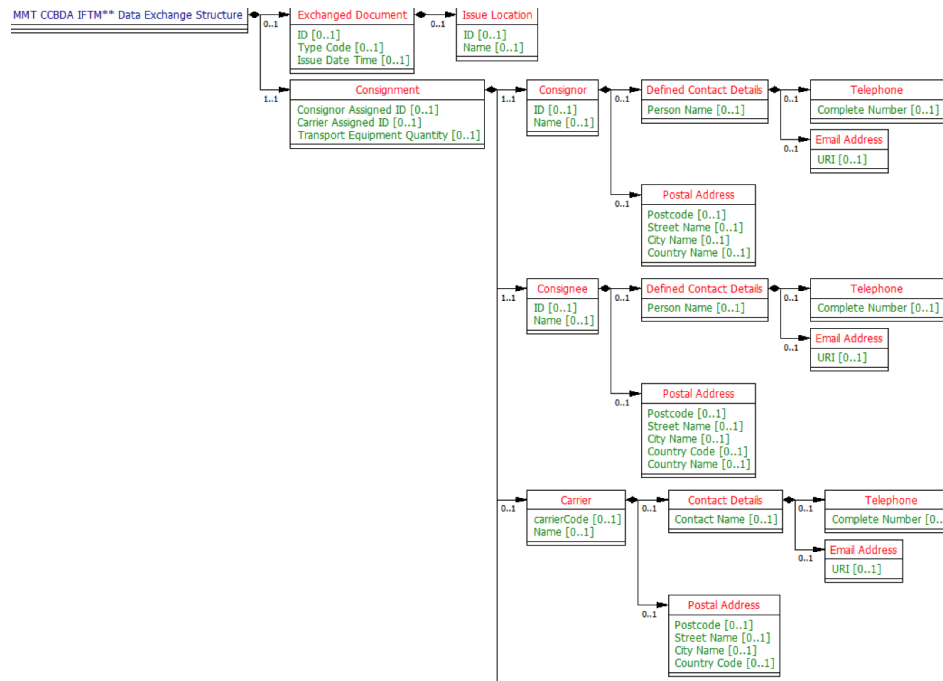 MMT CCBDA IFTM** Data Exchange Structure
0..1
Exchanged Document
ID [0..1]
Type Code [0..1]
Issue Date Time [0..1]
0..1
Issue Location
ID [0..1]
Name [0..1]
1..1
Consignment
Consignor Assigned ID [0..1]
Carrier Assigned ID [0..1]
Transport Equipment Quantity [0..1]
1..1
Consignor
ID [0..1]
Name [0..1]
0..1
Defined Contact Details
Person Name [0..1]
0..1
Telephone
Complete Number [0..1]
0..1
Email Address
URI [0..1]
0..1
Postal Address
Postcode [0..1]
Street Name [0..1]
City Name [0..1]
Country Name [0..1]
1..1
Consignee
ID [0..1]
Name [0..1]
0..1
Defined Contact Details
Person Name [0..1]
0..1
Telephone
Complete Number [0..1]
0..1
Email Address
URI [0..1]
0..1
Postal Address
Postcode [0..1]
Street Name [0..1]
City Name [0..1]
Country Code [0..1]
Country Name [0..1]
0..1
Carrier
carrierCode [0..1]
Name [0..1]
0..1
Contact Details
Contact Name [0..1]
0..1
Telephone
Complete Number [0..
0..1
Email Address
URI [0..1]
0..1
Postal Address
Postcode [0..1]
Street Name [0..1]
City Name [0..1]
Country Code [0..1]